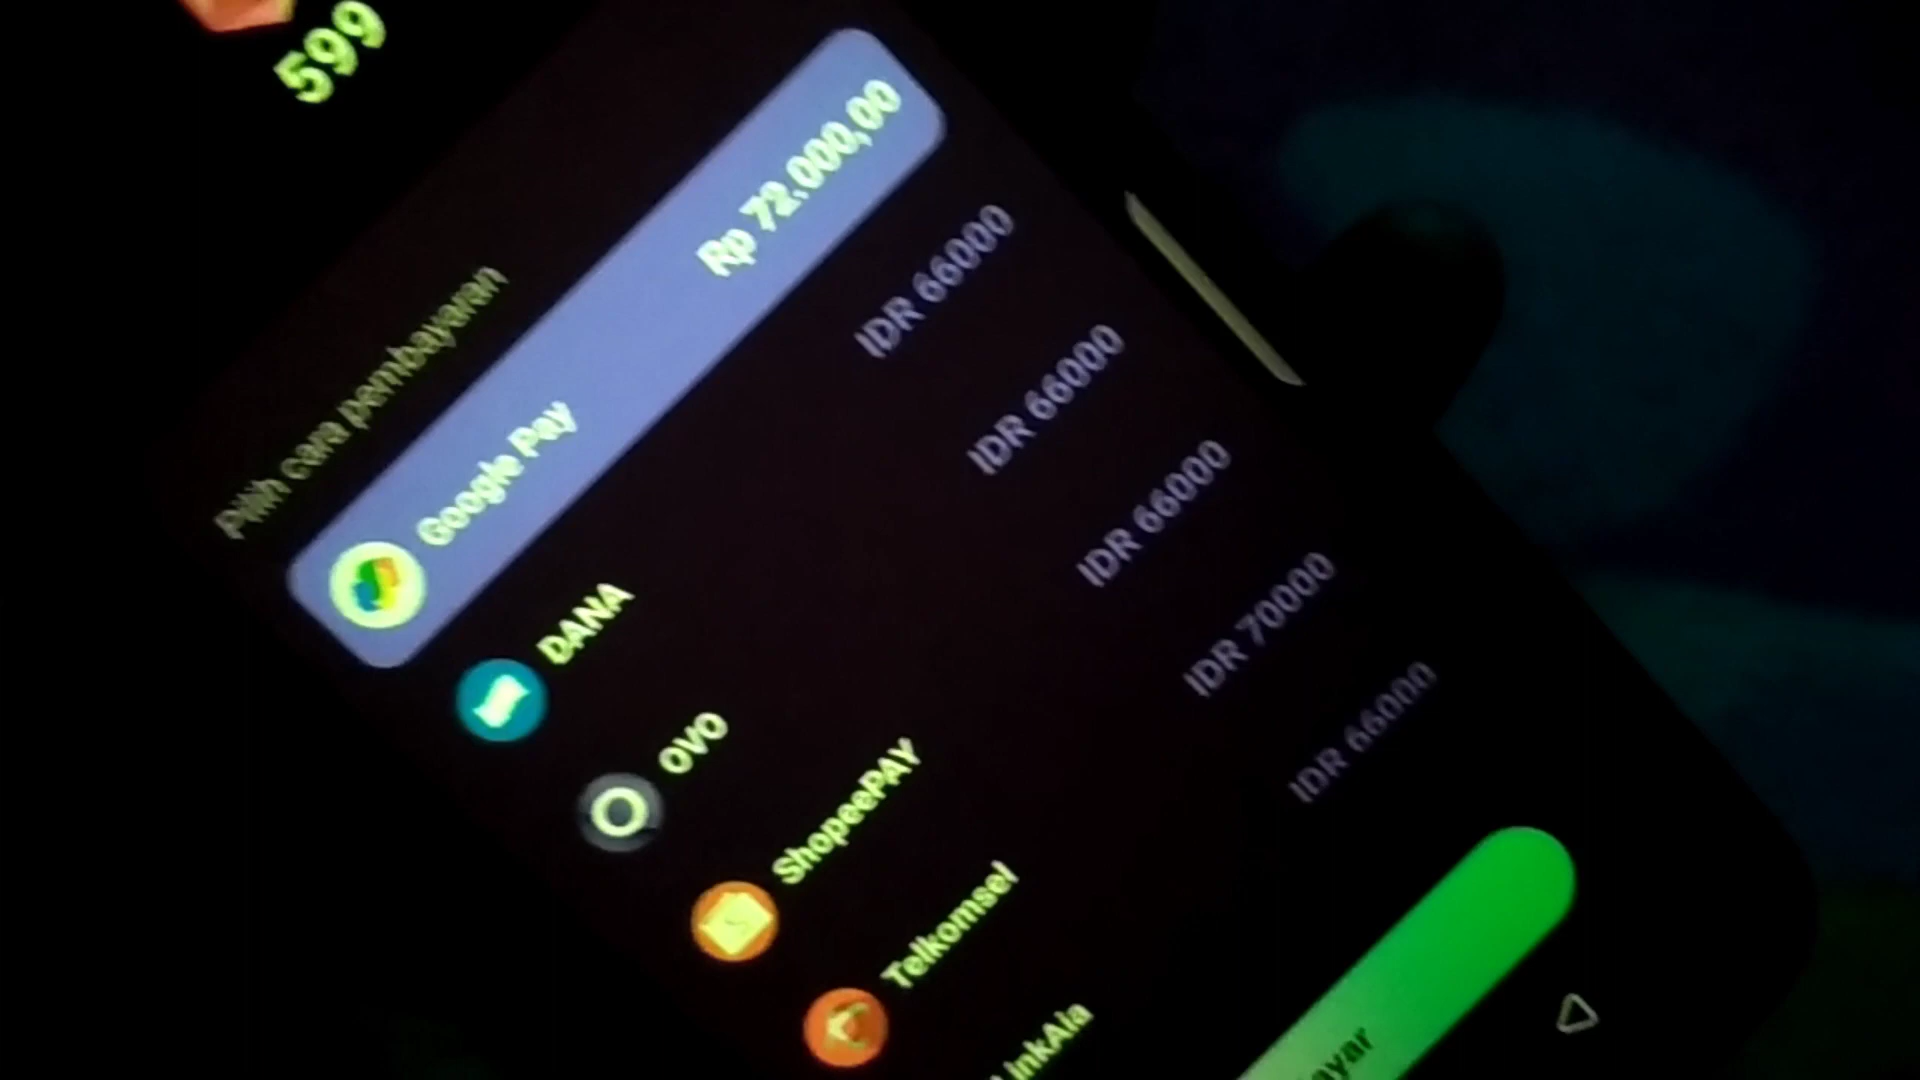 599
Pilih cara pembayaran
Google Pay Rp 72.000,00
DANA IDR 66000
OVO IDR 66000
ShopeePAY IDR 66000
Telkomsel IDR 70000
LinkAja IDR 66000